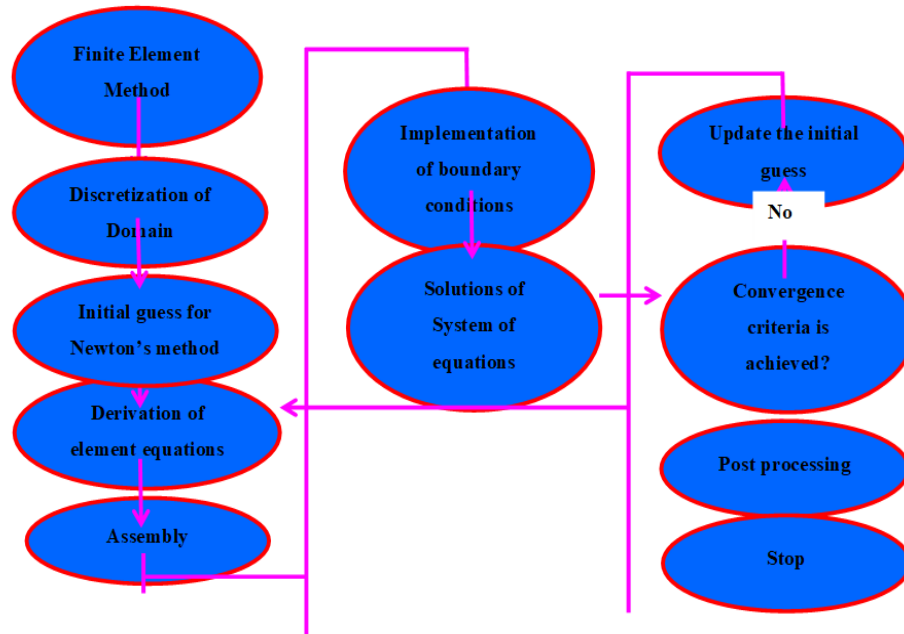 Finite Element
Method
Discretization of
Domain
Initial guess for
Newton’s method
Derivation of
element equations
Assembly
Implementation
of boundary
conditions
Solutions of
System of
equations
Update the initial
guess
No
Convergence
criteria is
achieved?
Post processing
Stop